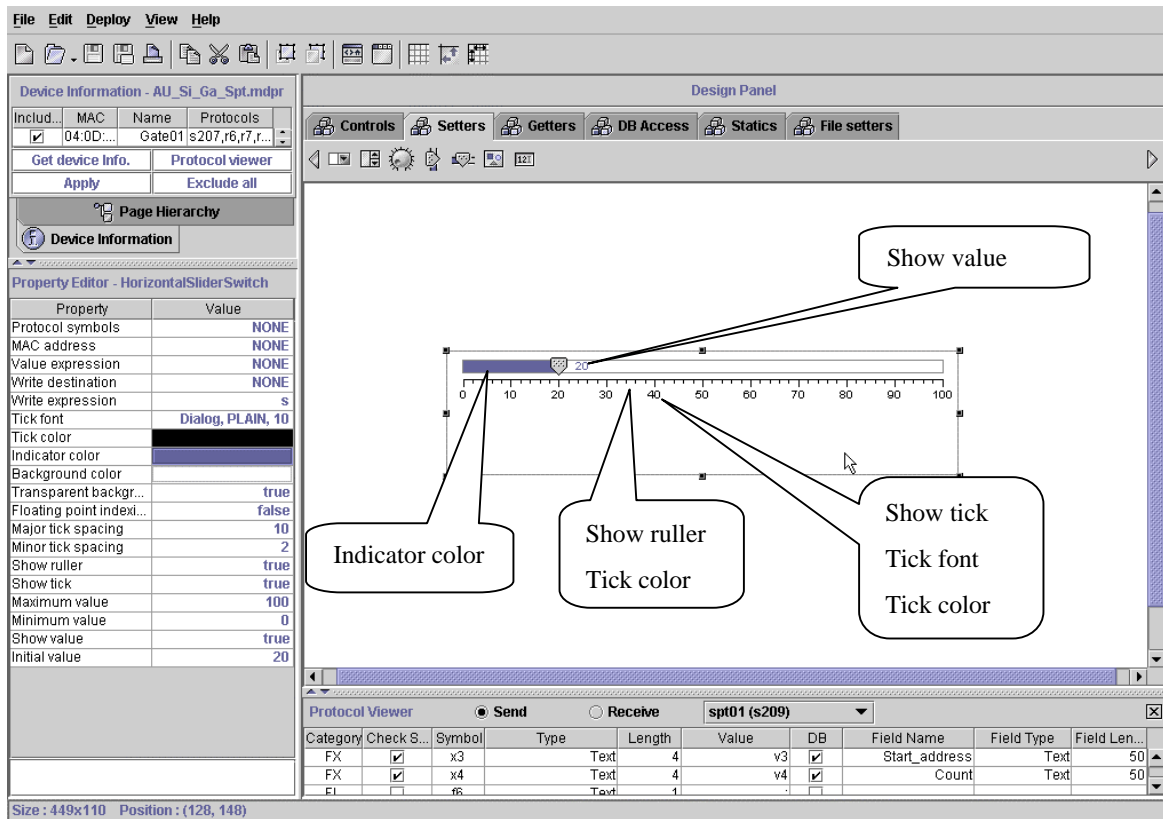 File Edit Deploy View Help
Device Information - AU_Si_Ga_Spt.mdpr
Includ... MAC Name Protocols
04:0D:... Gate01 s207,r6,r7,r...
Get device Info. Protocol viewer
Apply Exclude all
Page Hierarchy
Device Information
Property Editor - HorizontalSliderSwitch
Property Value
Protocol symbols NONE
MAC address NONE
Value expression NONE
Write destination NONE
Write expression s
Tick font Dialog, PLAIN, 10
Tick color
Indicator color
Background color
Transparent backgr... true
Floating point indexi... false
Major tick spacing 10
Minor tick spacing 2
Show ruller true
Show tick true
Maximum value 100
Minimum value 0
Show value true
Initial value 20
Design Panel
Controls Setters Getters DB Access Statics File setters
Show value
20
0 10 20 30 40 50 60 70 80 90 100
Indicator color
Show ruller
Tick color
Show tick
Tick font
Tick color
Protocol Viewer Send Receive spt01 (s209)
Category Check S... Symbol Type Length Value DB Field Name Field Type Field Len...
FX x3 Text 4 v3 Start_address Text 50
FX x4 Text 4 v4 Count Text 50
Size : 449x110 Position : (128, 148)